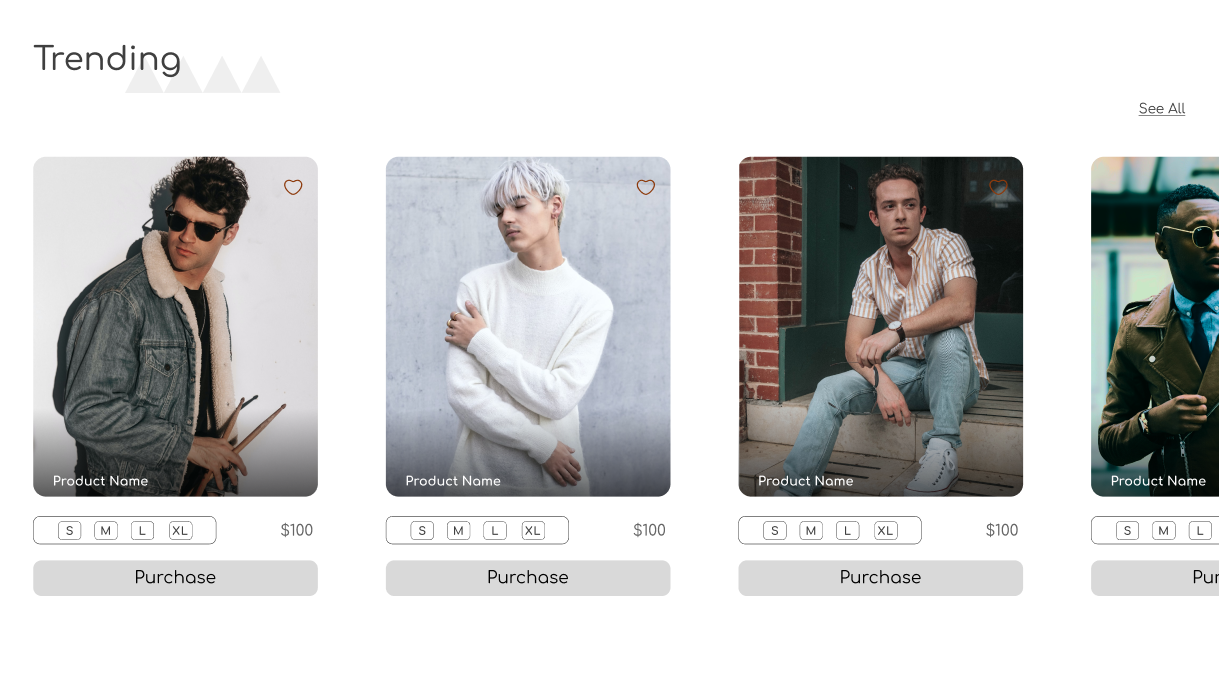 Trending
See All
Product Name
Product Name
Product Name
Product Name
S M L XL $100
S M L XL $100
S M L XL $100
S M L
Purchase
Purchase
Purchase
Pur